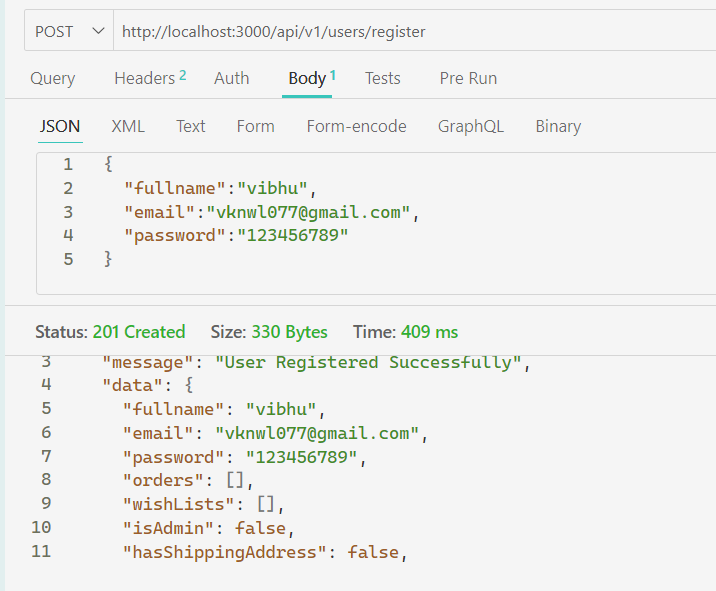 POST http://localhost:3000/api/v1/users/register
Query Headers 2 Auth Body 1 Tests Pre Run
JSON XML Text Form Form-encode GraphQL Binary
1 {
2 "fullname":"vibhu",
3 "email":"vknwl077@gmail.com",
4 "password":"123456789"
5 }
Status: 201 Created Size: 330 Bytes Time: 409 ms
3 "message": "User Registered Successfully",
4 "data": {
5 "fullname": "vibhu",
6 "email": "vknwl077@gmail.com",
7 "password": "123456789",
8 "orders": [],
9 "wishLists": [],
10 "isAdmin": false,
11 "hasShippingAddress": false,